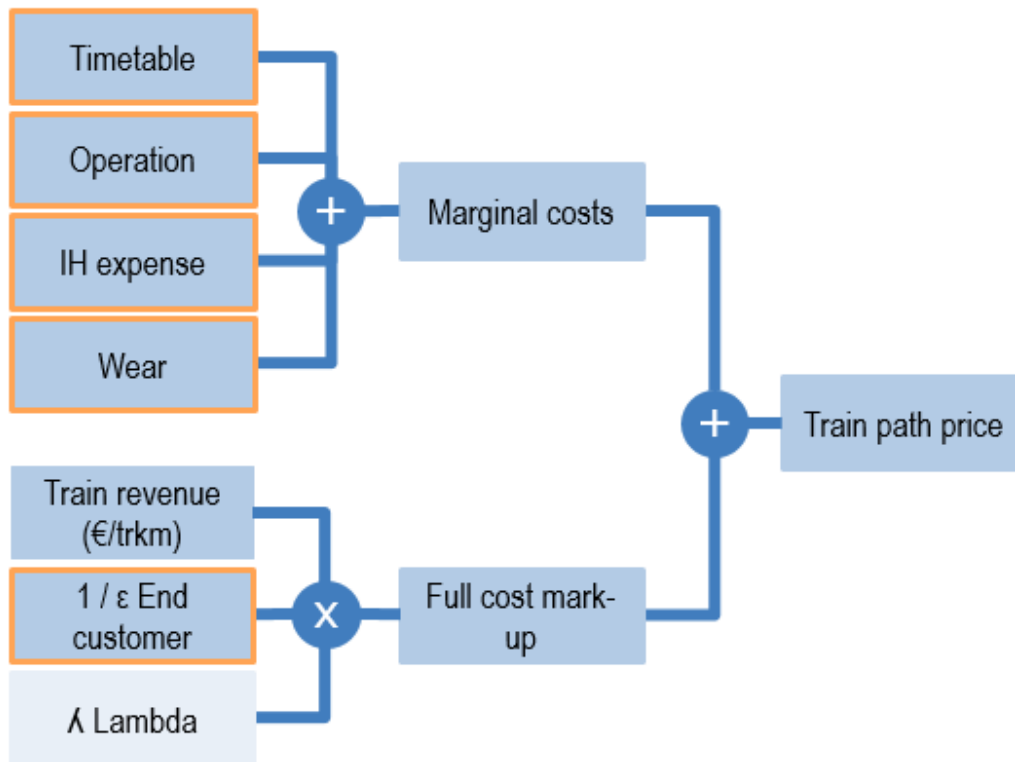 Timetable
Operation
IH expense
Wear
+
Marginal costs
+
Train path price
Train revenue
(€/trkm)
1 / ε End
customer
x
Full cost mark-
up
ʎ Lambda